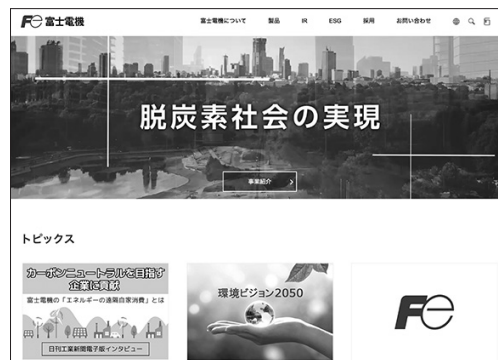 Fe 富士電機
富士電機について 製品 IR ESG 採用 お問い合わせ
脱炭素社会の実現
事業紹介
トピックス
カーボンニュートラルを目指す
企業に貢献
富士電機の「エネルギーの遠隔自家消費」とは
日刊工業新聞電子版インタビュー
環境ビジョン2050
Fe